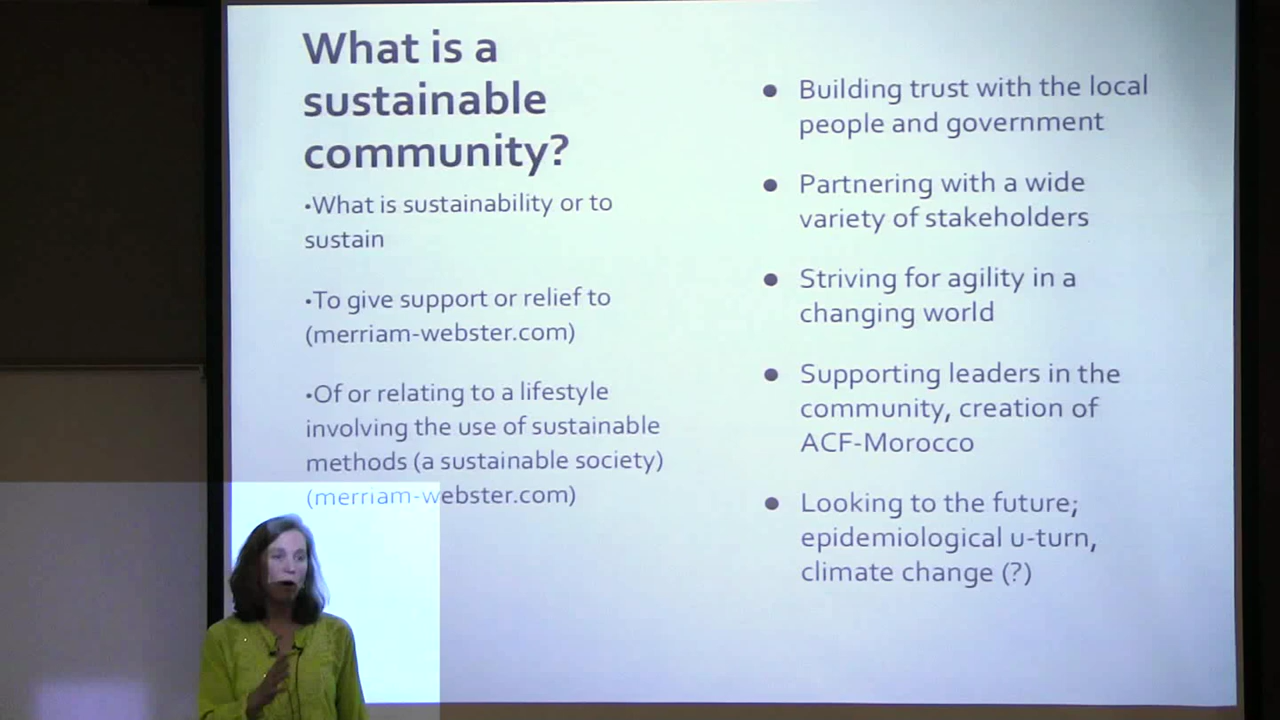 What is a
sustainable
community?
•What is sustainability or to
sustain
•To give support or relief to
(merriam-webster.com)
•Of or relating to a lifestyle
involving the use of sustainable
methods (a sustainable society)
(merriam-webster.com)
● Building trust with the local
people and government
● Partnering with a wide
variety of stakeholders
● Striving for agility in a
changing world
● Supporting leaders in the
community, creation of
ACF-Morocco
● Looking to the future;
epidemiological u-turn,
climate change (?)